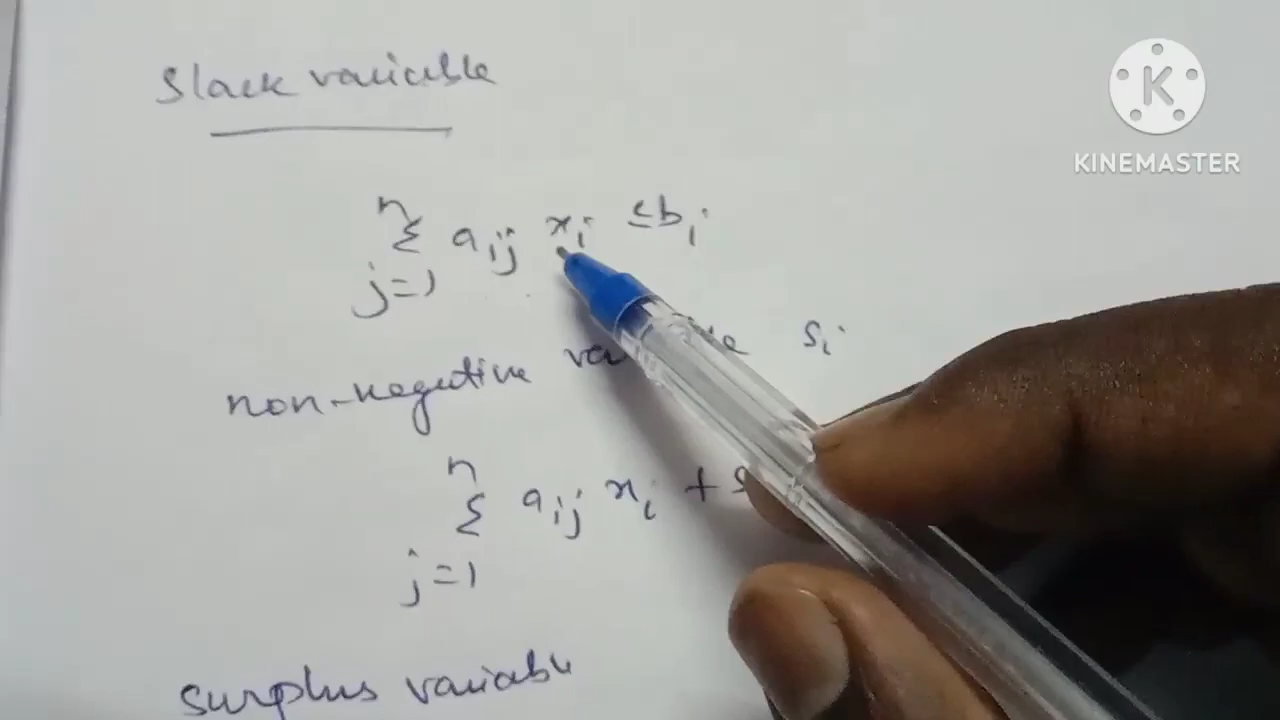 Slack variable
KINEMASTER
n
Σ aij xi ≤bi
j=1
non-negative si
n
Σ aij xi +
j=1
Surplus variable